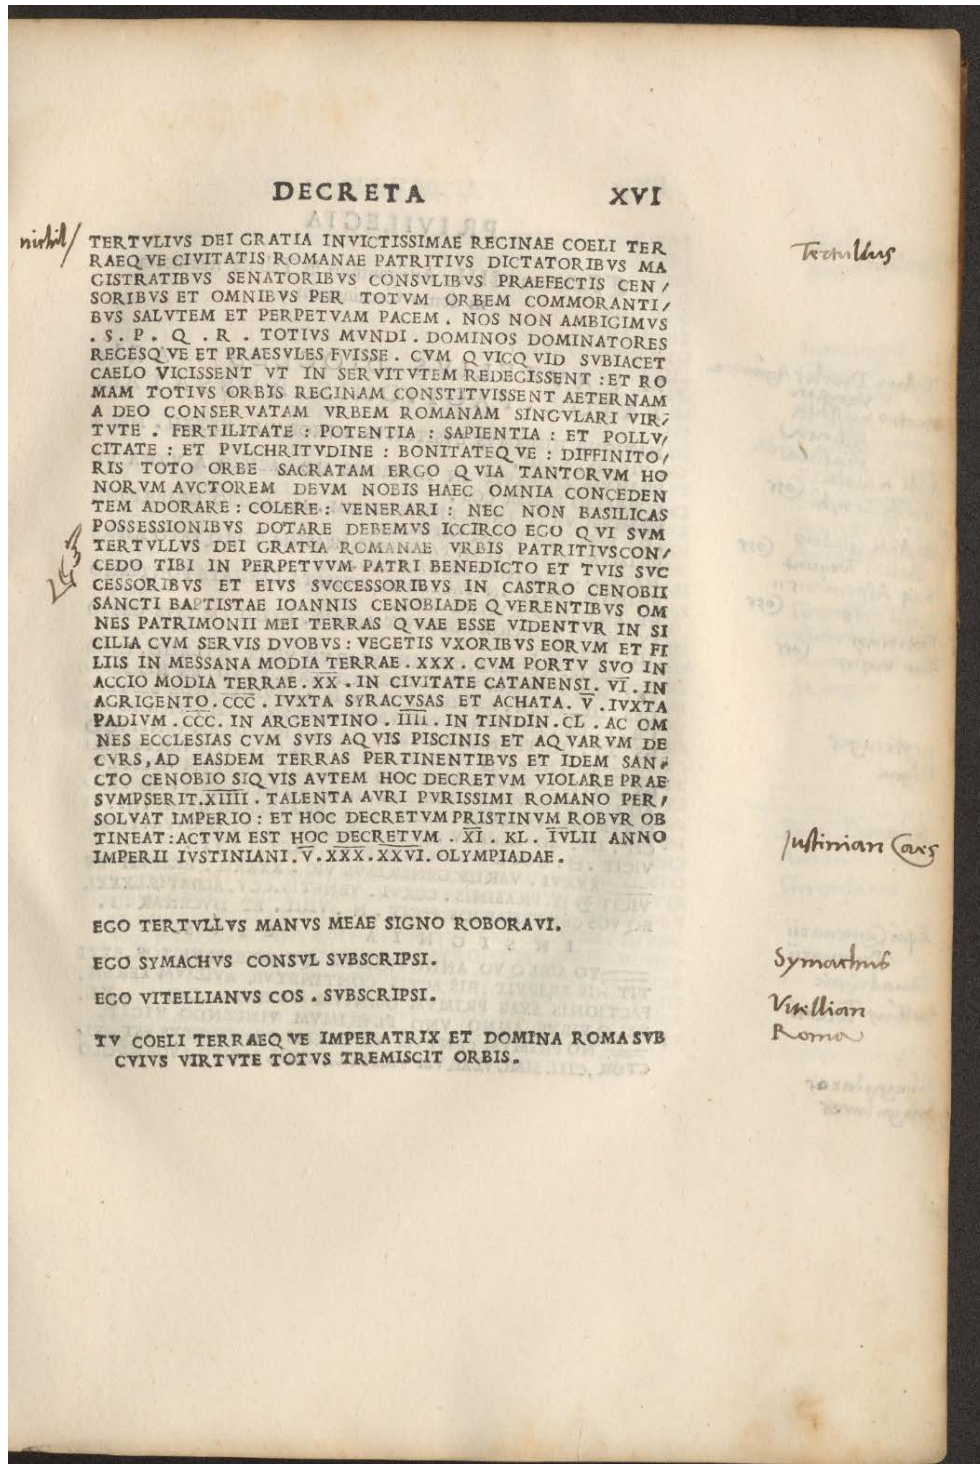 DECRETA XVI
nichil/
TERTVLIVS DEI GRATIA INVICTISSIMAE REGINAE COELI TER
Tertullus
RAEQVE CIVITATIS ROMANAE PATRITIVS DICTATORIBVS MA
GISTRATIBVS SENATORIBVS CONSVLIBVS PRAEFECTIS CEN/
SORIBVS ET OMNIBVS PER TOTVM ORBEM COMMORANTI/
BVS SALVTEM ET PERPETVAM PACEM . NOS NON AMBIGIMVS
. S . P . Q . R . TOTIVS MVNDI . DOMINOS DOMINATORES
REGESQVE ET PRAESVLES FVISSE . CVM QVICQVID SVBIACET
CAELO VICISSENT VT IN SERVITVTEM REDEGISSENT : ET RO
MAM TOTIVS ORBIS REGINAM CONSTITVISSENT AETERNAM
A DEO CONSERVATAM VRBEM ROMANAM SINGVLARI VIR/
TVTE . FERTILITATE : POTENTIA : SAPIENTIA : ET POLLV/
CITATE : ET PVLCHRITVDINE : BONITATEQVE : DIFFINITO/
RIS TOTO ORBE SACRATAM ERGO QVIA TANTORVM HO
NORVM AVCTOREM DEVM NOBIS HAEC OMNIA CONCEDEN
TEM ADORARE : COLERE : VENERARI : NEC NON BASILICAS
POSSESSIONIBVS DOTARE DEBEMVS ICCIRCO EGO QVI SVM
TERTVLLVS DEI GRATIA ROMANAE VRBIS PATRITIVSCON/
CEDO TIBI IN PERPETVVM PATRI BENEDICTO ET TVIS SVC
CESSORIBVS ET EIVS SVCCESSORIBVS IN CASTRO CENOBII
SANCTI BAPTISTAE IOANNIS CENOBIADE QVERENTIBVS OM
NES PATRIMONII MEI TERRAS QVAE ESSE VIDENTVR IN SI
CILIA CVM SERVIS DVOBVS : VEGETIS VXORIBVS EORVM ET FI
LIIS IN MESSANA MODIA TERRAE . XXX . CVM PORTV SVO IN
ACCIO MODIA TERRAE . X̅X̅ . IN CIVITATE CATANENSI . V̅I̅ . IN
AGRIGENTO . C̅C̅C̅ . IVXTA SYRACVSAS ET ACHATA . V̅ . IVXTA
PADIVM . C̅C̅C̅ . IN ARGENTINO . I̅I̅I̅I̅ . IN TINDIN . CL . AC OM
NES ECCLESIAS CVM SVIS AQVIS PISCINIS ET AQVARVM DE
CVRS, AD EASDEM TERRAS PERTINENTIBVS ET IDEM SAN/
CTO CENOBIO SIQVIS AVTEM HOC DECRETVM VIOLARE PRAE
SVMPSERIT . X̅I̅I̅I̅I̅ . TALENTA AVRI PVRISSIMI ROMANO PER/
SOLVAT IMPERIO : ET HOC DECRETVM PRISTINVM ROBVR OB
TINEAT : ACTVM EST HOC DECRETVM . X̅I̅ . KL . IVLII ANNO
Justinian Caes
IMPERII IVSTINIANI . V̅ . X̅X̅X̅ . X̅X̅V̅I̅ . OLYMPIADAE .
EGO TERTVLLVS MANVS MEAE SIGNO ROBORAVI.
EGO SYMACHVS CONSVL SVBSCRIPSI.
Symachus
EGO VITELLIANVS COS . SVBSCRIPSI.
Vitellian
TV COELI TERRAEQVE IMPERATRIX ET DOMINA ROMA SVB
Roma
CVIVS VIRTVTE TOTVS TREMISCIT ORBIS.